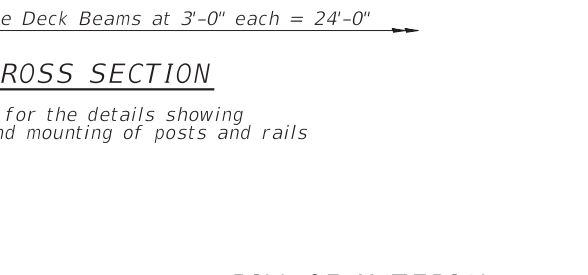 e Deck Beams at 3'-0" each = 24'-0"
ROSS SECTION
for the details showing
nd mounting of posts and rails